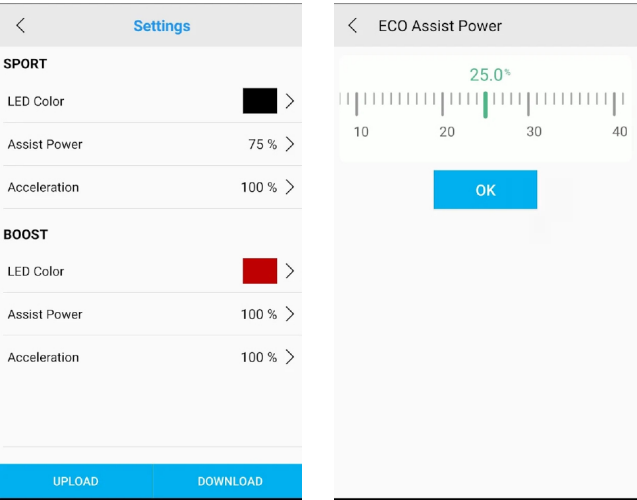 Settings
SPORT
LED Color
Assist Power 75 %
Acceleration 100 %
BOOST
LED Color
Assist Power 100 %
Acceleration 100 %
UPLOAD DOWNLOAD
ECO Assist Power
25.0%
10 20 30 40
OK